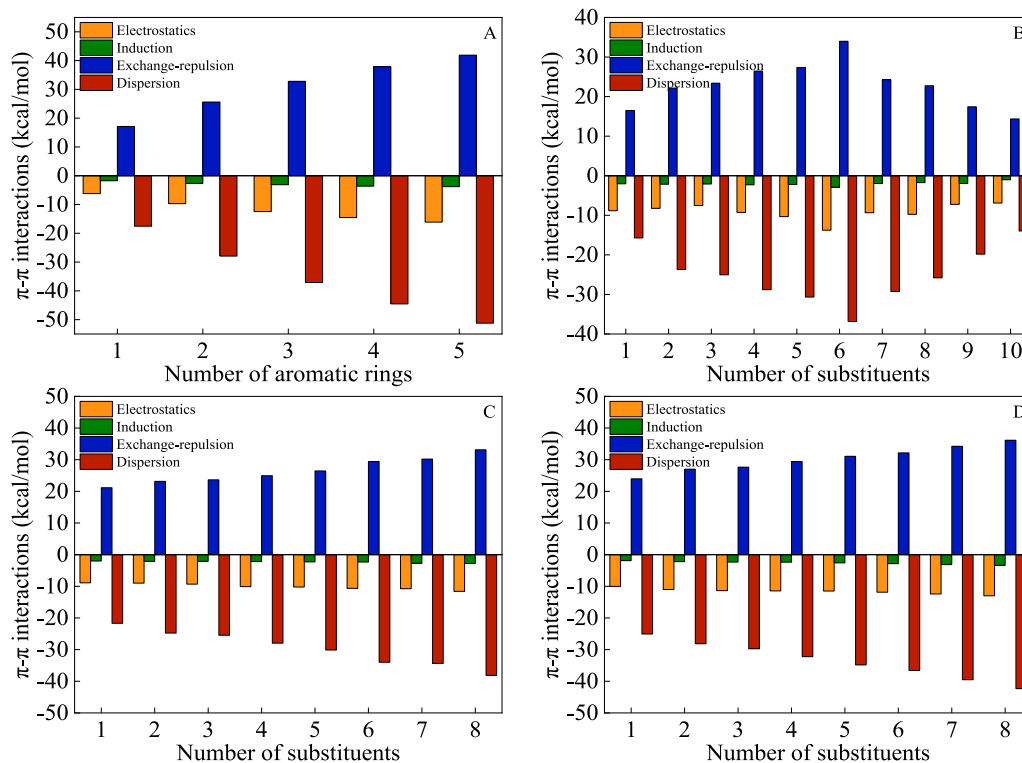 A
Electrostatics
Induction
Exchange-repulsion
Dispersion
50
40
30
20
10
0
-10
-20
-30
-40
-50
π-π interactions (kcal/mol)
1 2 3 4 5
Number of aromatic rings
B
Electrostatics
Induction
Exchange-repulsion
Dispersion
40
30
20
10
0
-10
-20
-30
-40
π-π interactions (kcal/mol)
1 2 3 4 5 6 7 8 9 10
Number of substituents
C
Electrostatics
Induction
Exchange-repulsion
Dispersion
50
40
30
20
10
0
-10
-20
-30
-40
-50
π-π interactions (kcal/mol)
1 2 3 4 5 6 7 8
Number of substituents
D
Electrostatics
Induction
Exchange-repulsion
Dispersion
50
40
30
20
10
0
-10
-20
-30
-40
-50
π-π interactions (kcal/mol)
1 2 3 4 5 6 7 8
Number of substituents